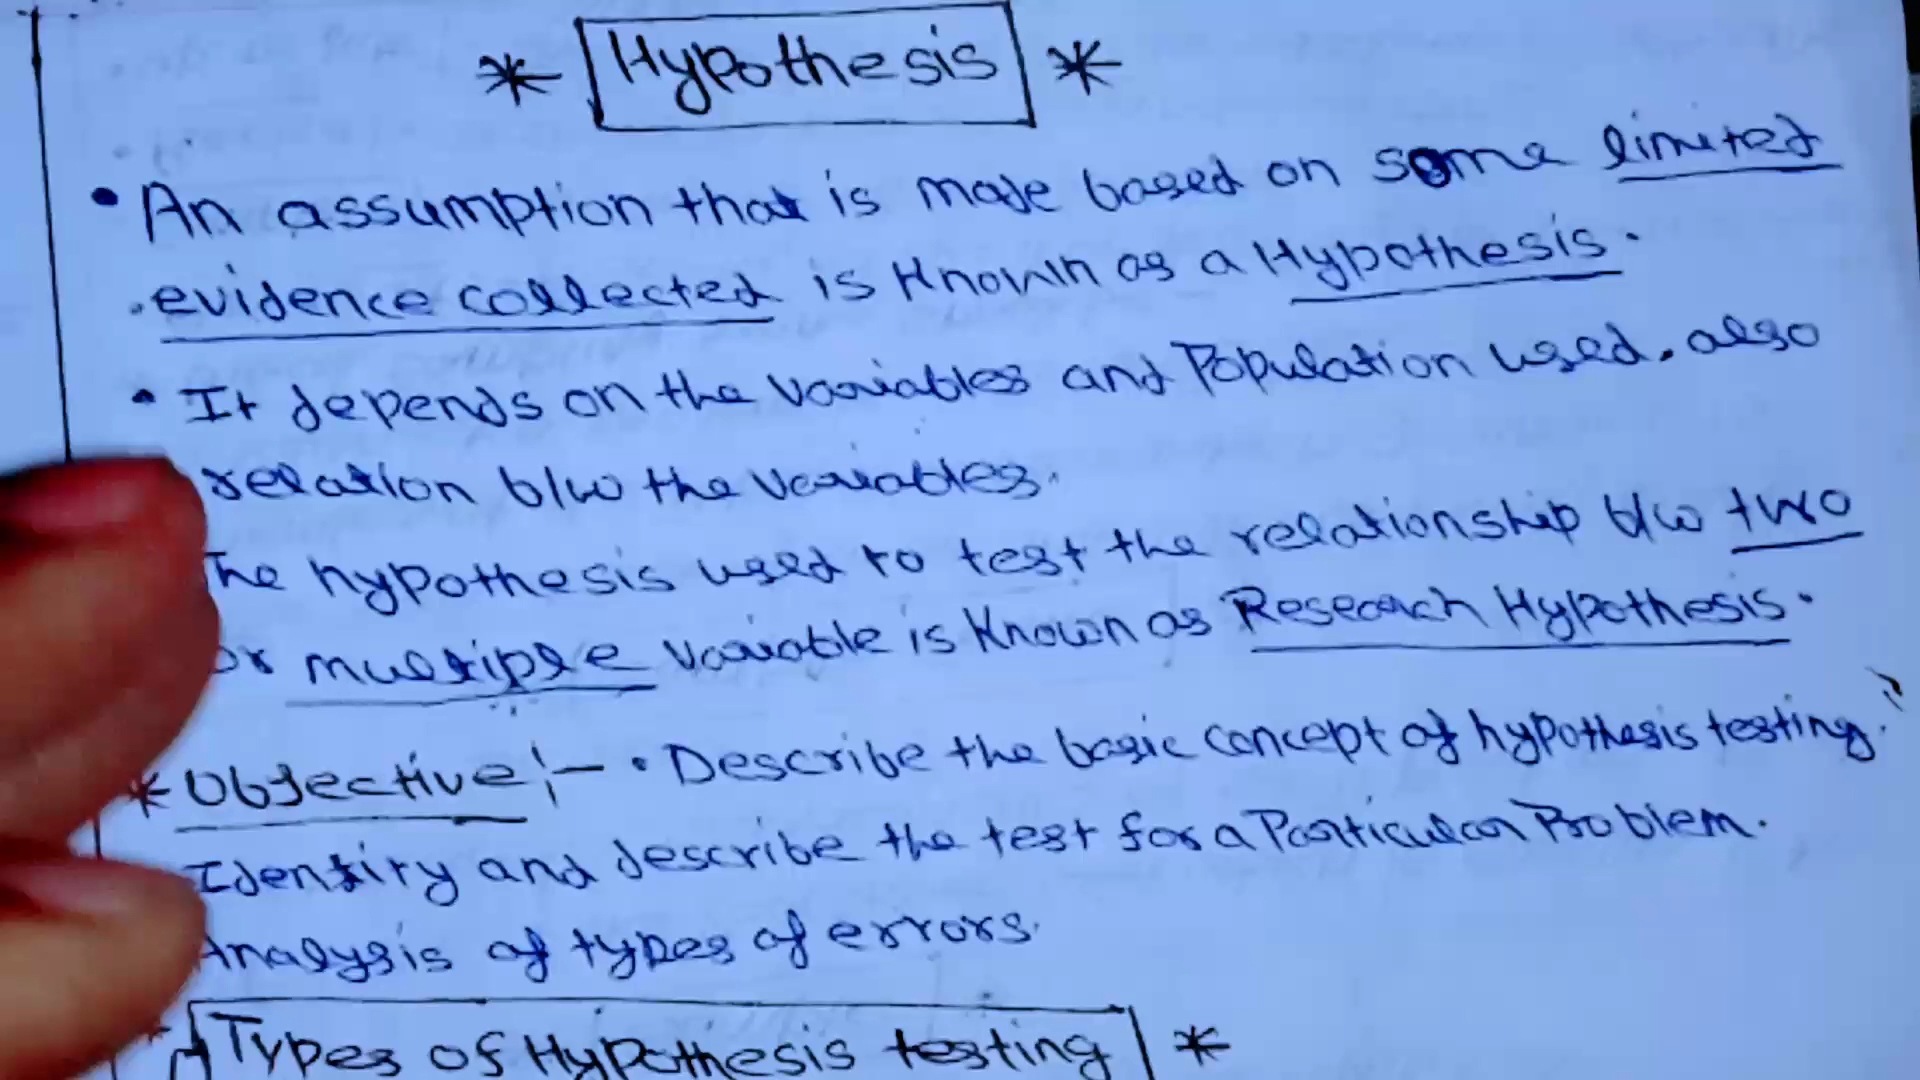 * Hypothesis *
• An assumption that is made based on some limited
evidence collected is known as a Hypothesis.
• It depends on the variables and Population used, also
relation b/w the variables.
The hypothesis used to test the relationship b/w two
or multiple variable is known as Research Hypothesis.
* Objective:- • Describe the basic concept of hypothesis testing.
Identity and describe the test for a Particular Problem.
Analysis of types of errors.
Types of Hypothesis testing *